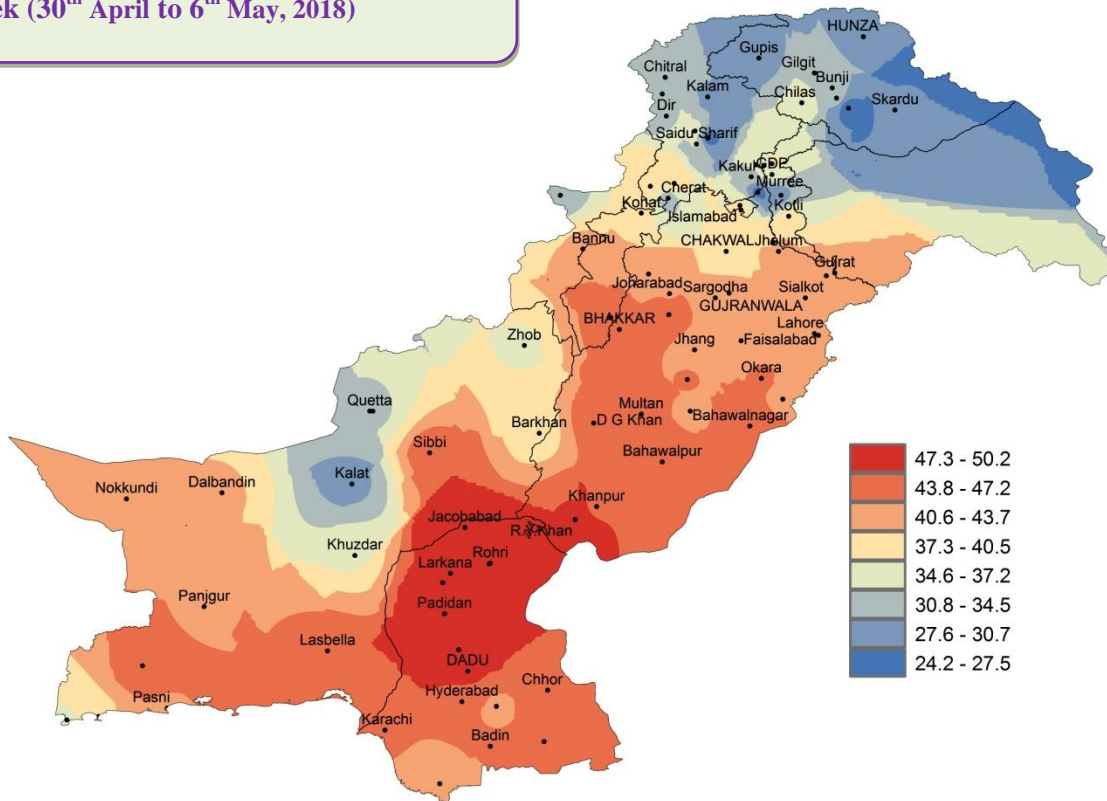 ek (30th April to 6th May, 2018)
HUNZA
Gupis
Gilgit
Chitral
Bunji
Kalam
Chilas
Skardu
Dir
Saidu Sharif
Kakul
Murree
Cherat
Kohat
Islamabad
Kotli
Bannu
CHAKWAL
Jhelum
Gujrat
Joharabad
Sargodha
Sialkot
GUJRANWALA
BHAKKAR
Lahore
Zhob
Jhang
Faisalabad
Okara
Quetta
Multan
D G Khan
Bahawalnagar
Barkhan
Sibbi
Bahawalpur
Nokkundi
Dalbandin
Kalat
Khanpur
Jacobabad
R.Y.Khan
Khuzdar
Rohri
Larkana
Panjgur
Padidan
Lasbella
DADU
Pasni
Hyderabad
Chhor
Karachi
Badin
47.3 - 50.2
43.8 - 47.2
40.6 - 43.7
37.3 - 40.5
34.6 - 37.2
30.8 - 34.5
27.6 - 30.7
24.2 - 27.5